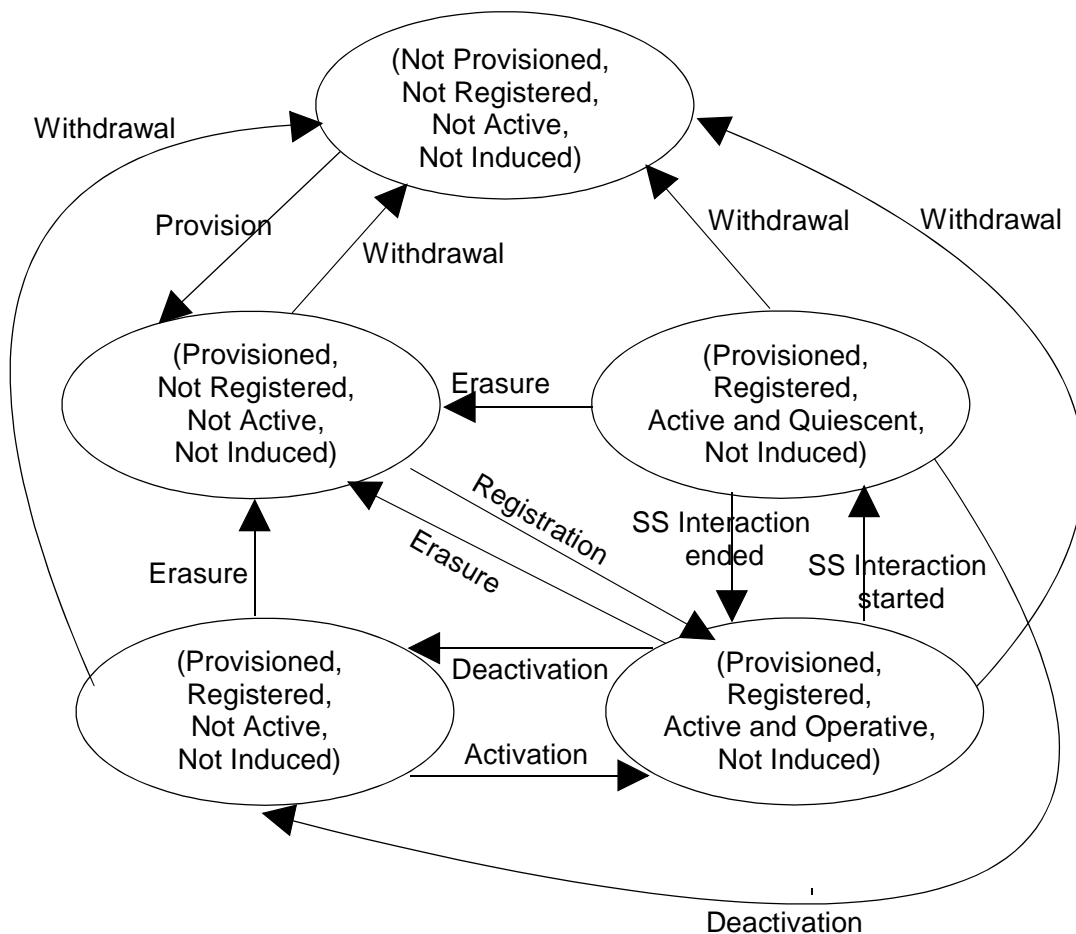 (Not Provisioned,
Not Registered,
Not Active,
Not Induced)
Withdrawal
Provision
Withdrawal
Withdrawal
Withdrawal
(Provisioned,
Not Registered,
Not Active,
Not Induced)
Erasure
(Provisioned,
Registered,
Active and Quiescent,
Not Induced)
Registration
Erasure
SS Interaction
ended
SS Interaction
started
Erasure
(Provisioned,
Registered,
Not Active,
Not Induced)
Deactivation
Activation
(Provisioned,
Registered,
Active and Operative,
Not Induced)
Deactivation